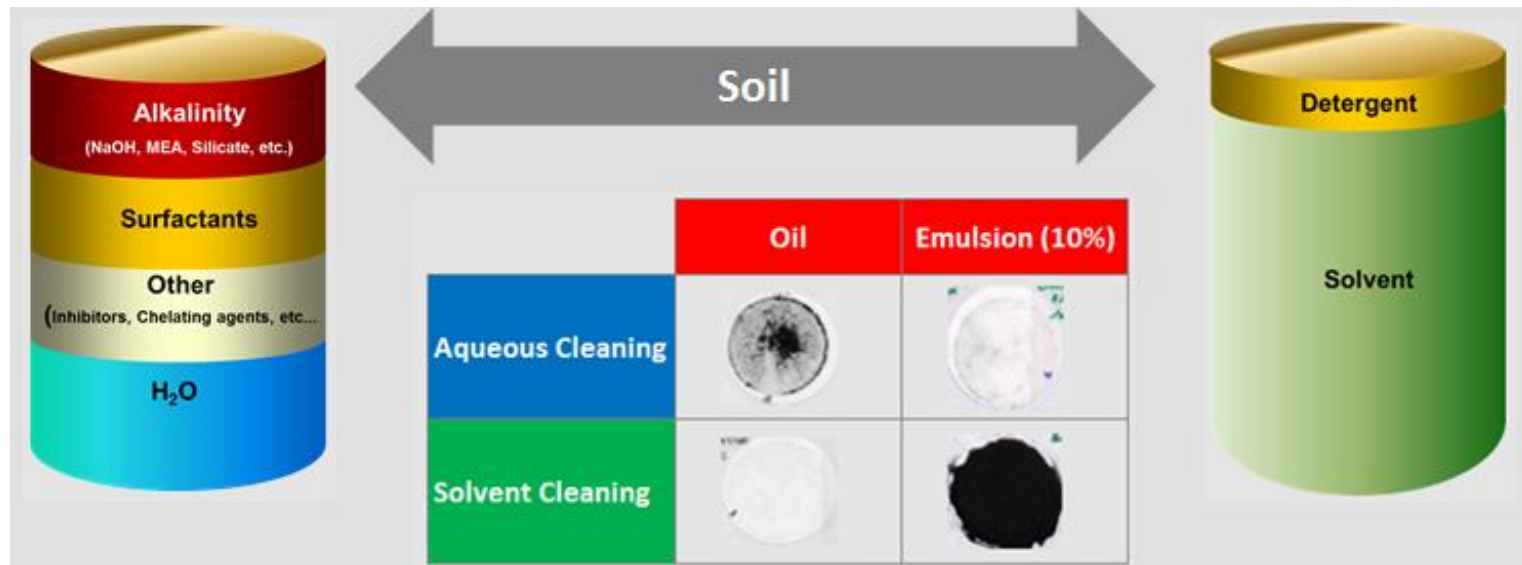 Alkalinity
(NaOH, MEA, Silicate, etc.)
Surfactants
Other
(Inhibitors, Chelating agents, etc...
H₂O
Soil
Oil
Emulsion (10%)
Aqueous Cleaning
Solvent Cleaning
Detergent
Solvent